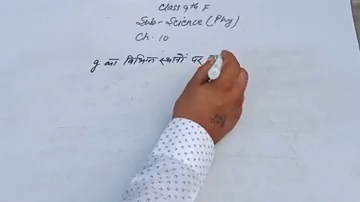 Class 9th F
Sub-Science (Phy)
Ch. 10
g का विभिन्न स्थानों पर